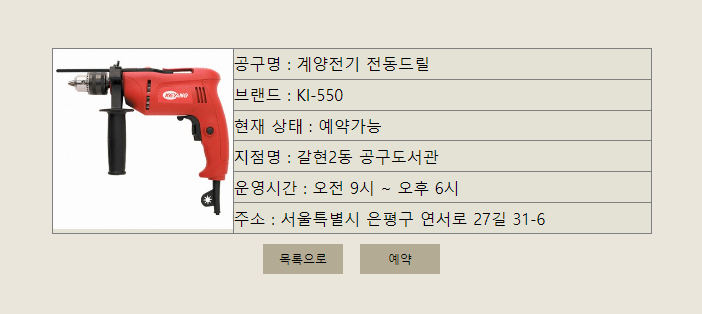 공구명 : 계양전기 전동드릴
브랜드 : KI-550
현재 상태 : 예약가능
지점명 : 갈현2동 공구도서관
운영시간 : 오전 9시 ~ 오후 6시
주소 : 서울특별시 은평구 연서로 27길 31-6
목록으로 예약